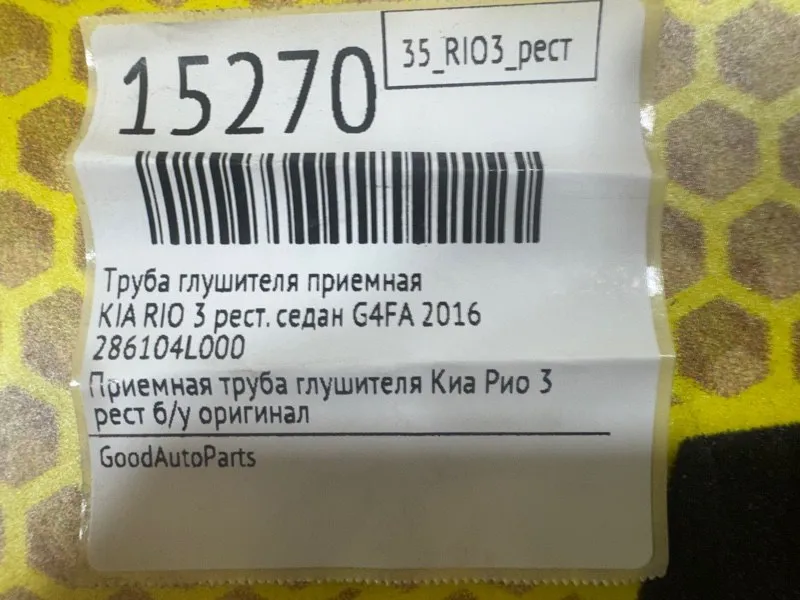 35_RIO3_рест
15270
Труба глушителя приемная
KIA RIO 3 рест. седан G4FA 2016
286104L000
Приемная труба глушителя Киа Рио 3
рест б/у оригинал
GoodAutoParts